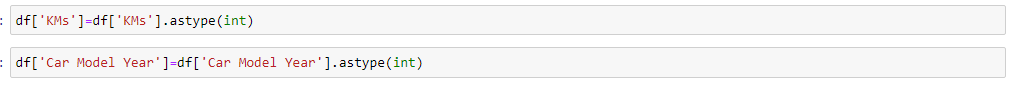 : df['KMs']=df['KMs'].astype(int)
: df['Car Model Year']=df['Car Model Year'].astype(int)